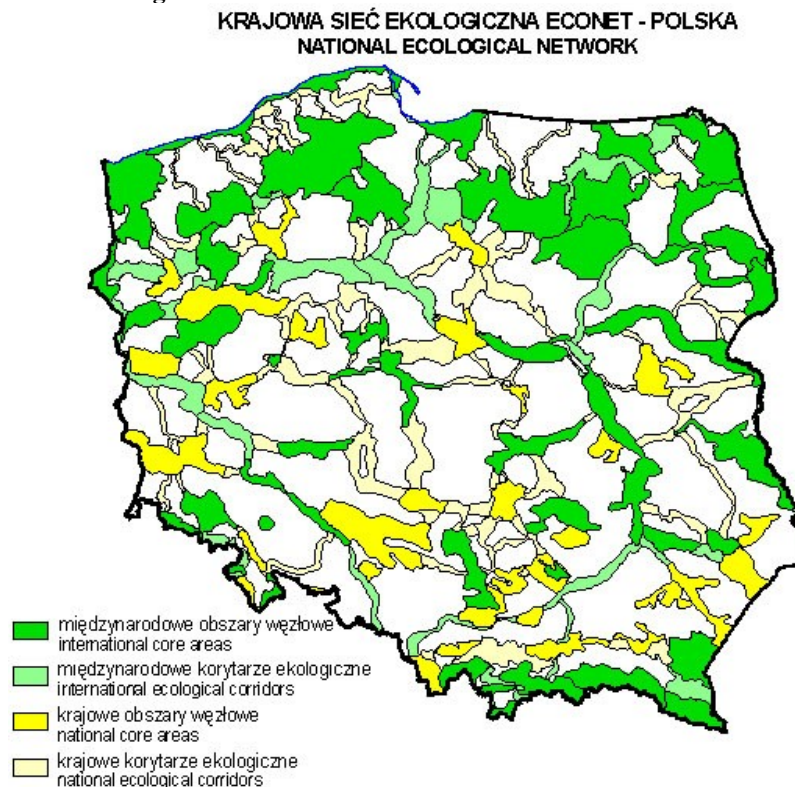 KRAJOWA SIEĆ EKOLOGICZNA ECONET - POLSKA
NATIONAL ECOLOGICAL NETWORK
międzynarodowe obszary węzłowe
international core areas
międzynarodowe korytarze ekologiczne
international ecological corridors
krajowe obszary węzłowe
national core areas
krajowe korytarze ekologiczne
national ecological corridors